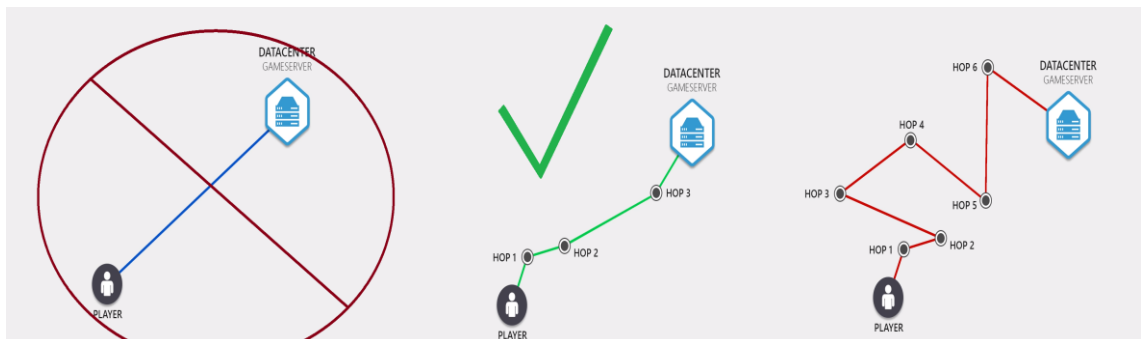 DATACENTER
GAMESERVER
PLAYER
DATACENTER
GAMESERVER
HOP 3
HOP 2
HOP 1
PLAYER
DATACENTER
GAMESERVER
HOP 6
HOP 4
HOP 3
HOP 5
HOP 2
HOP 1
PLAYER